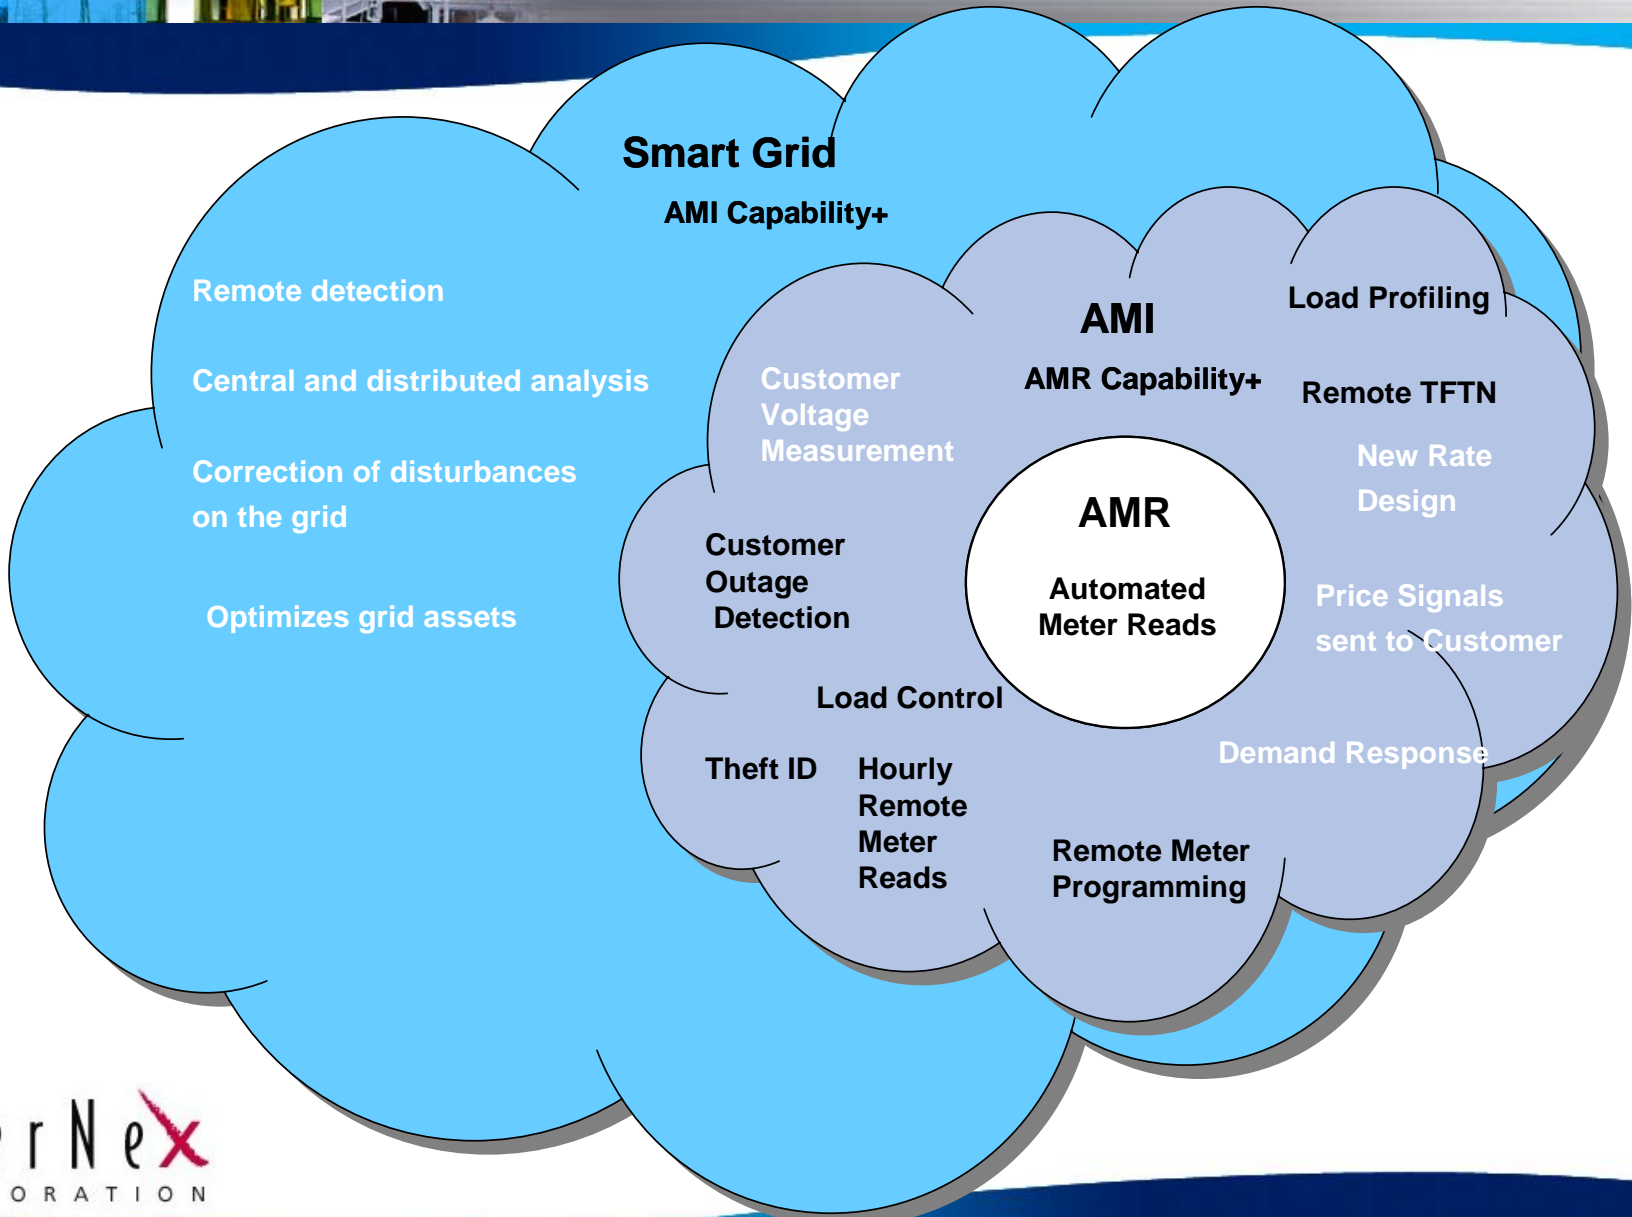 Smart Grid
AMI Capability+
Remote detection
Central and distributed analysis
Correction of disturbances
on the grid
Optimizes grid assets
AMI
AMR Capability+
Load Profiling
Remote TFTN
Customer
Voltage
Measurement
New Rate
Design
AMR
Automated
Meter Reads
Customer
Outage
Detection
Price Signals
sent to Customer
Load Control
Demand Response
Theft ID
Hourly
Remote
Meter
Reads
Remote Meter
Programming
erNex
ORATION